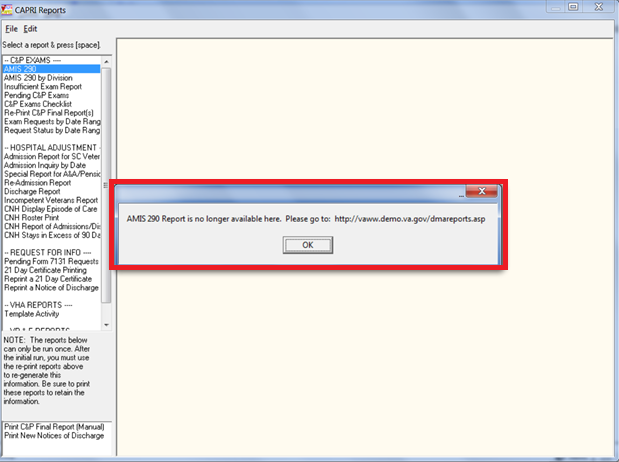 CAPRI Reports
File Edit
Select a report & press [space].
-- C&P EXAMS ----
AMIS 290
AMIS 290 by Division
Insufficient Exam Report
Pending C&P Exams
C&P Exams Checklist
Re-Print C&P Final Report(s)
Exam Requests by Date Rang
Request Status by Date Rang
-- HOSPITAL ADJUSTMENT -
Admission Report for SC Veter
Admission Inquiry by Date
Special Report for A&A/Pensic
Re-Admission Report
Discharge Report
Incompetent Veterans Report
CNH Display Episode of Care
CNH Roster Print
CNH Report of Admissions/Dis
CNH Stays in Excess of 90 Da
-- REQUEST FOR INFO ----
Pending Form 7131 Requests
21 Day Certificate Printing
Reprint a 21 Day Certificate
Reprint a Notice of Discharge
-- VHA REPORTS ----
Template Activity
AMIS 290 Report is no longer available here. Please go to: http://vaww.demo.va.gov/dmareports.asp
OK
NOTE: The reports below
can only be run once. After
the initial run, you must use
the re-print reports above
to re-generate this
information. Be sure to print
these reports to retain the
information.
Print C&P Final Report (Manual)
Print New Notices of Discharge